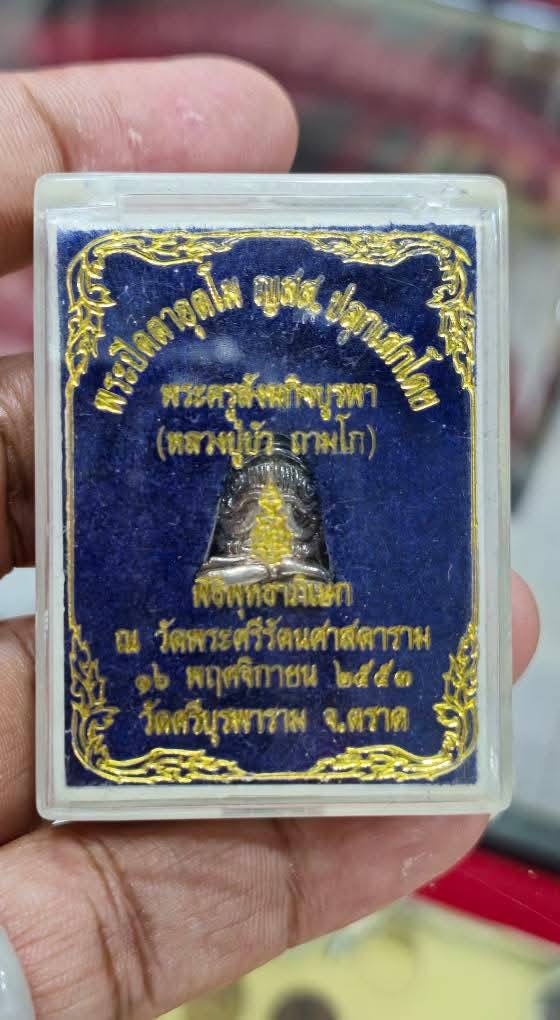 พระปิดตาอุดโม ญสส. ปลุกเสกโดย
พระครูสังฆกิจบูรพา
(หลวงปู่บัว ถามโก)
พิธีพุทธาภิเษก
ณ วัดพระศรีรัตนศาสดาราม
๑๖ พฤศจิกายน ๒๕๕๓
วัดศรีบุรพาราม จ.ตราด